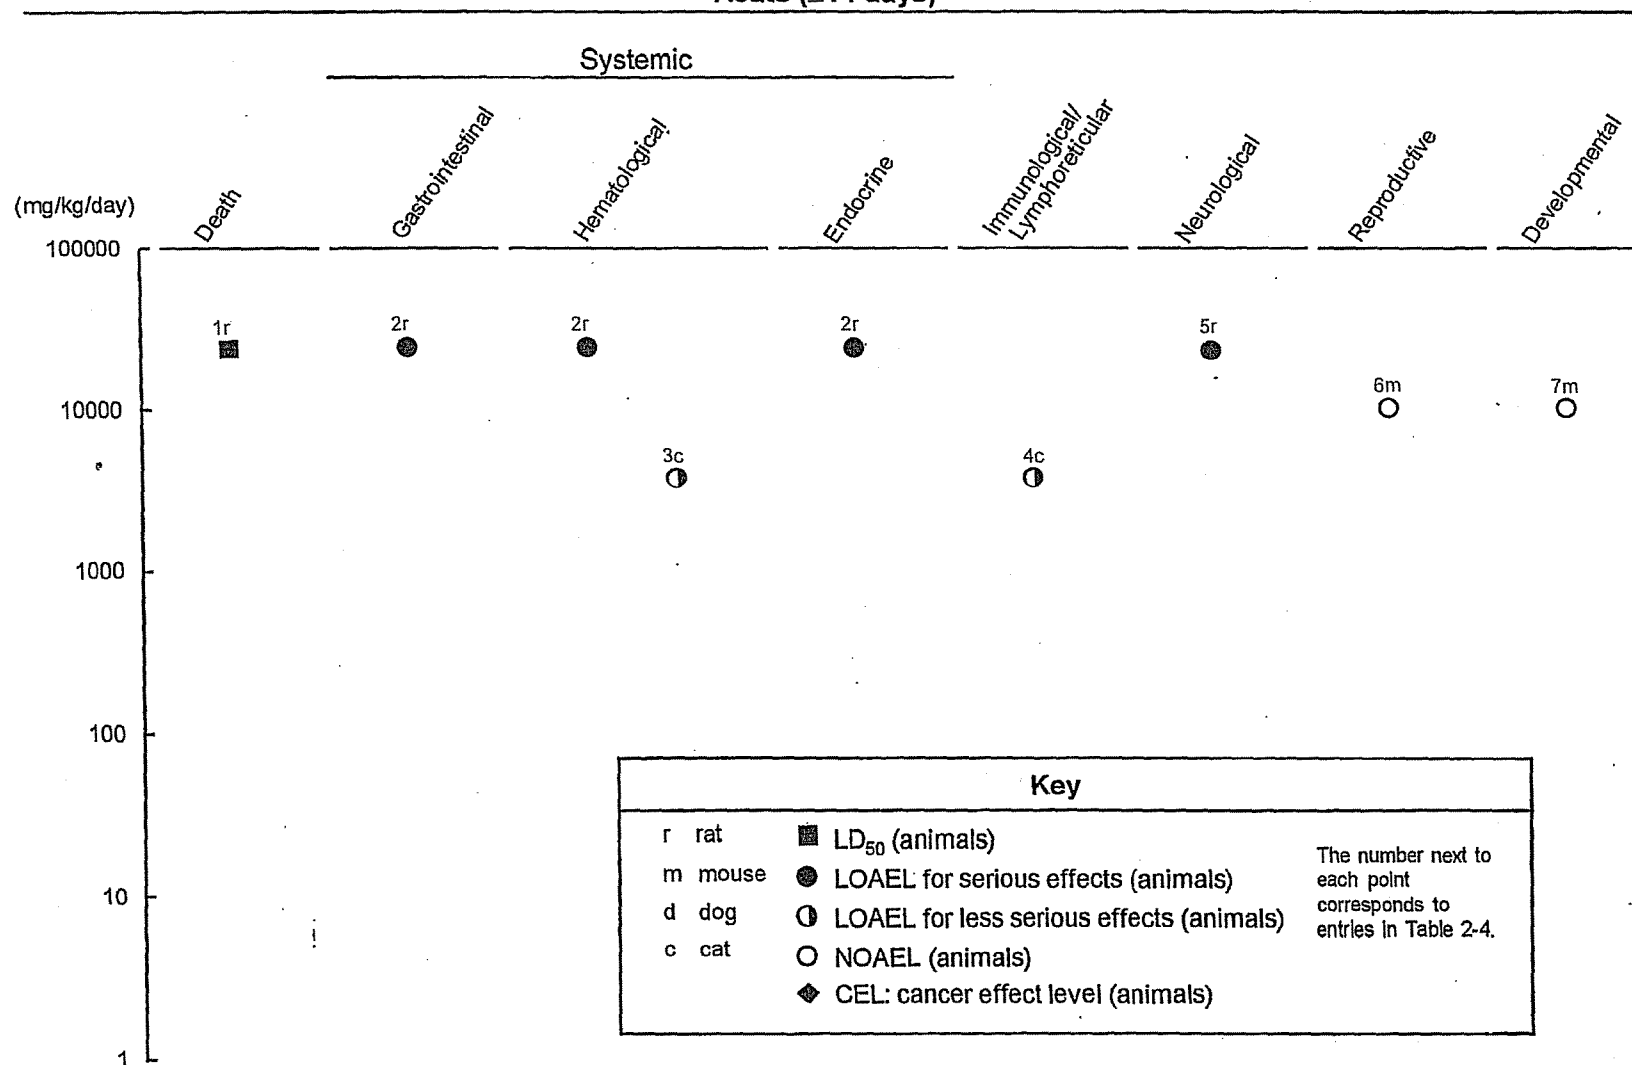 Systemic
(mg/kg/day)
Death
Gastrointestinal
Hematological
Endocrine
Immunological/
Lymphoreticular
Neurological
Reproductive
Developmental
100000
1r
2r
2r
2r
5r
6m
7m
10000
3c
4c
1000
100
10
1
Key
r rat
m mouse
d dog
c cat
LD50 (animals)
LOAEL for serious effects (animals)
LOAEL for less serious effects (animals)
NOAEL (animals)
CEL: cancer effect level (animals)
The number next to
each point
corresponds to
entries in Table 2-4.